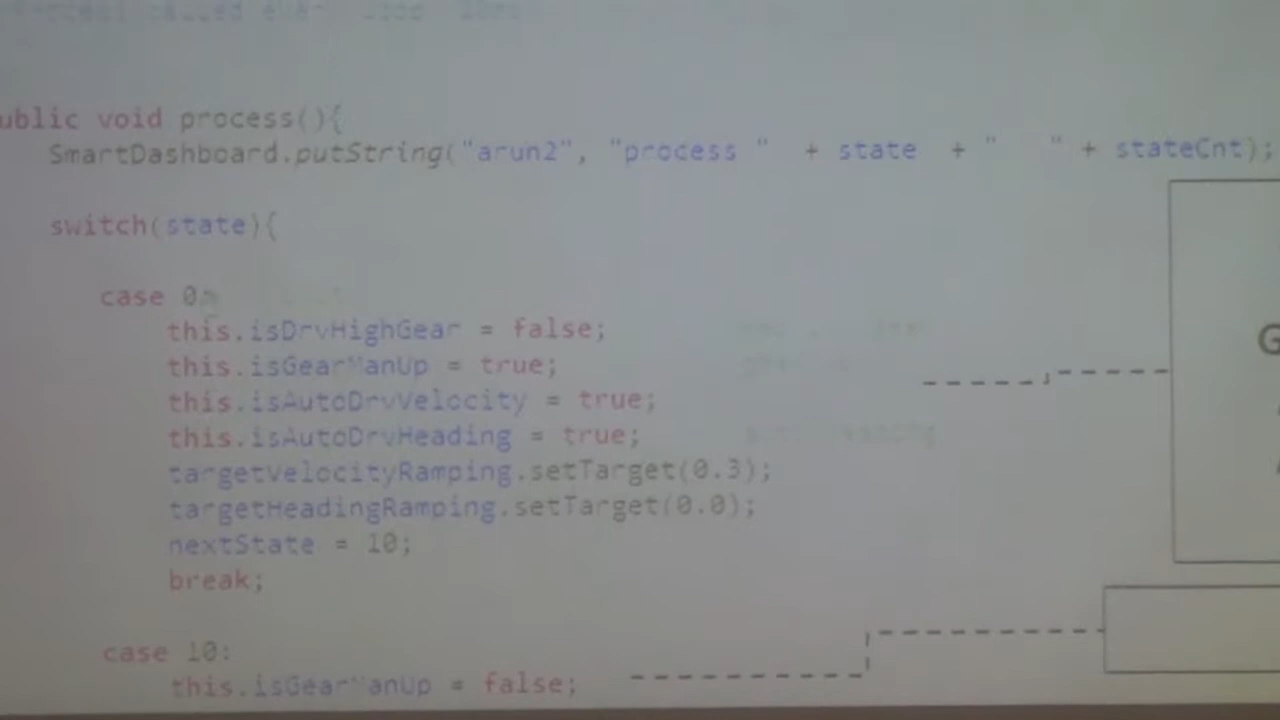 ublic void process(){
SmartDashboard.putString("arun2", "process " + state + " " + stateCnt);
switch(state){
case 0:
this.isDrvHighGear = false;
this.isGearManUp = true;
this.isAutoDrvVelocity = true;
this.isAutoDrvHeading = true;
targetVelocityRamping.setTarget(0.3);
targetHeadingRamping.setTarget(0.0);
nextState = 10;
break;
case 10:
this.isGearManUp = false;
G